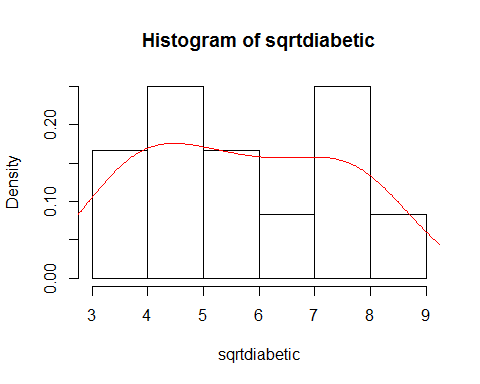 Histogram of sqrtdiabetic
Density
0.20
0.10
0.00
3 4 5 6 7 8 9
sqrtdiabetic